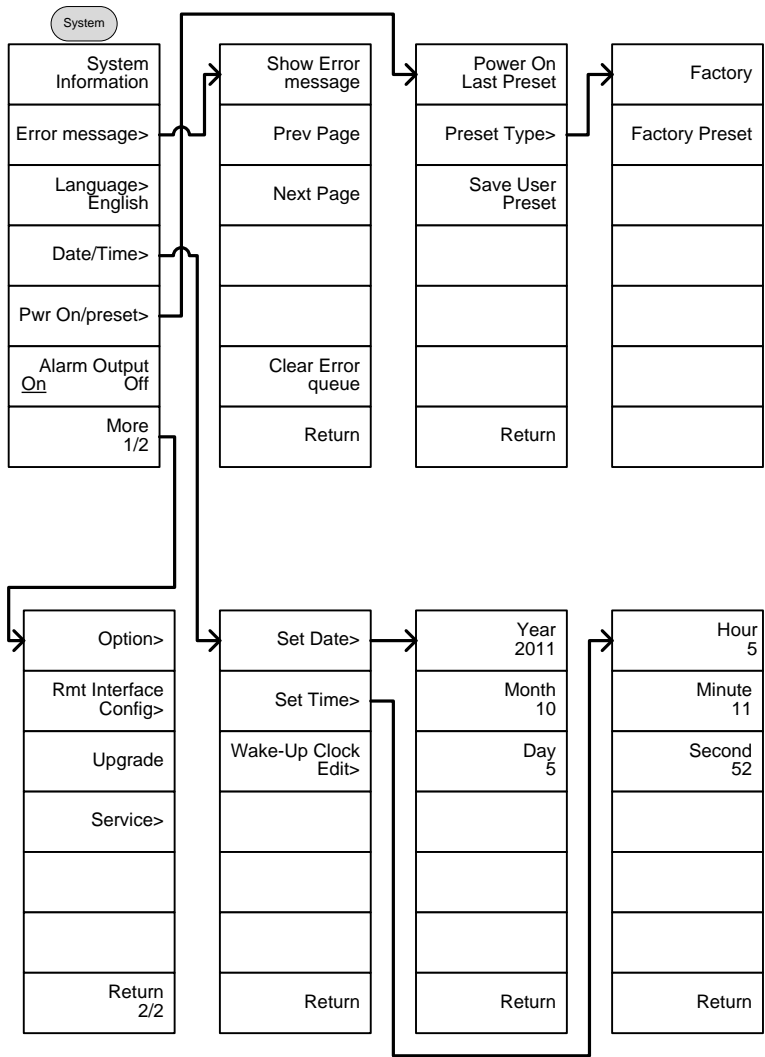 System
System
Information
Error message>
Language>
English
Date/Time>
Pwr On/preset>
Alarm Output
On Off
More
1/2
Show Error
message
Prev Page
Next Page
Clear Error
queue
Return
Power On
Last Preset
Preset Type>
Save User
Preset
Return
Factory
Factory Preset
Option>
Rmt Interface
Config>
Upgrade
Service>
Return
2/2
Set Date>
Set Time>
Wake-Up Clock
Edit>
Return
Year
2011
Month
10
Day
5
Return
Hour
5
Minute
11
Second
52
Return